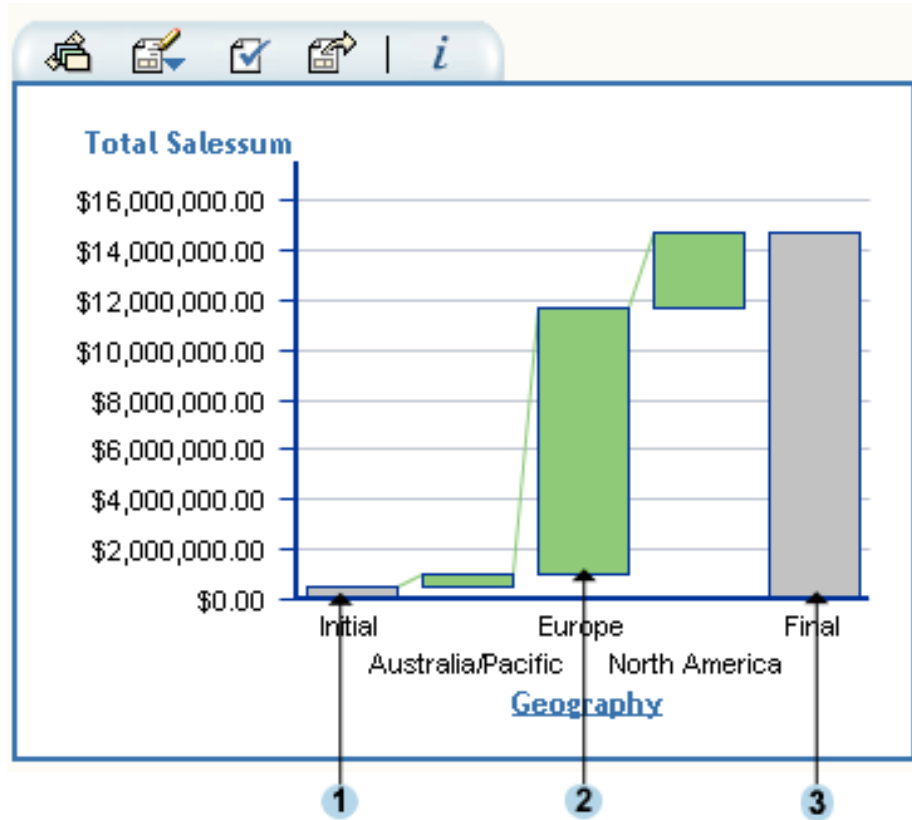 i
Total Salessum
$16,000,000.00
$14,000,000.00
$12,000,000.00
$10,000,000.00
$8,000,000.00
$6,000,000.00
$4,000,000.00
$2,000,000.00
$0.00
Initial Europe Final
Australia/Pacific North America
Geography
1 2 3